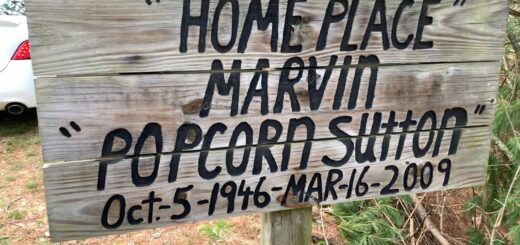 "HOME PLACE"
MARVIN
"POPCORN Sutton"
Oct.-5-1946-MAR-16-2009